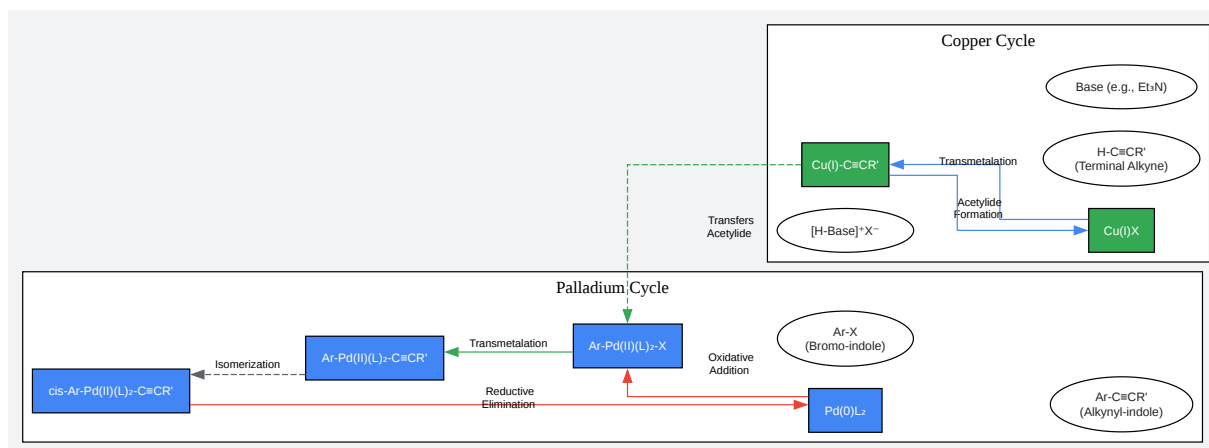 Copper Cycle
Base (e.g., Et₃N)
H-C≡CR'
(Terminal Alkyne)
Cu(I)-C≡CR'
Transmetalation
Acetylide
Formation
Transfers
Acetylide
[H-Base]⁺X⁻
Cu(I)X
Palladium Cycle
Ar-X
(Bromo-indole)
Ar-Pd(II)(L)₂-X
Transmetalation
Ar-Pd(II)(L)₂-C≡CR'
Oxidative
Addition
Isomerization
cis-Ar-Pd(II)(L)₂-C≡CR'
Reductive
Elimination
Pd(0)L₂
Ar-C≡CR'
(Alkynyl-indole)